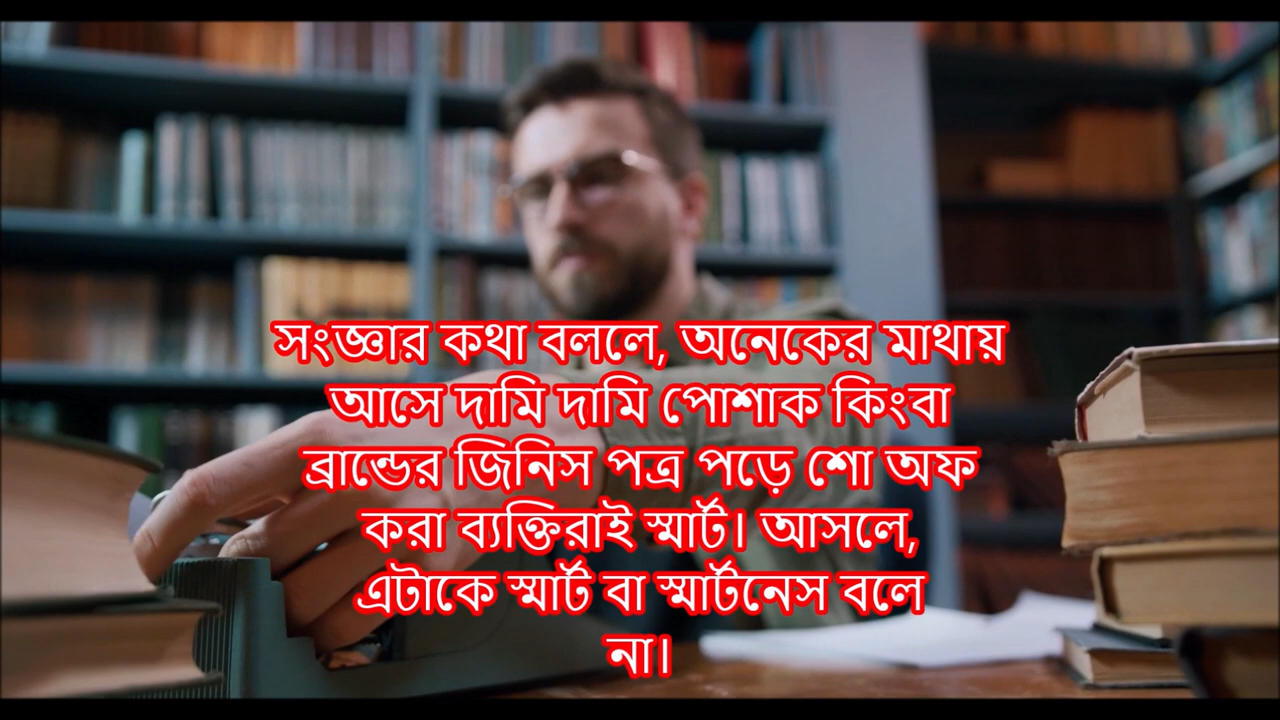 সংজ্ঞার কথা বললে, অনেকের মাথায়
আসে দামি দামি পোশাক কিংবা
ব্রান্ডের জিনিস পত্র পড়ে শো অফ
করা ব্যক্তিরাই স্মার্ট। আসলে,
এটাকে স্মার্ট বা স্মার্টনেস বলে
না।